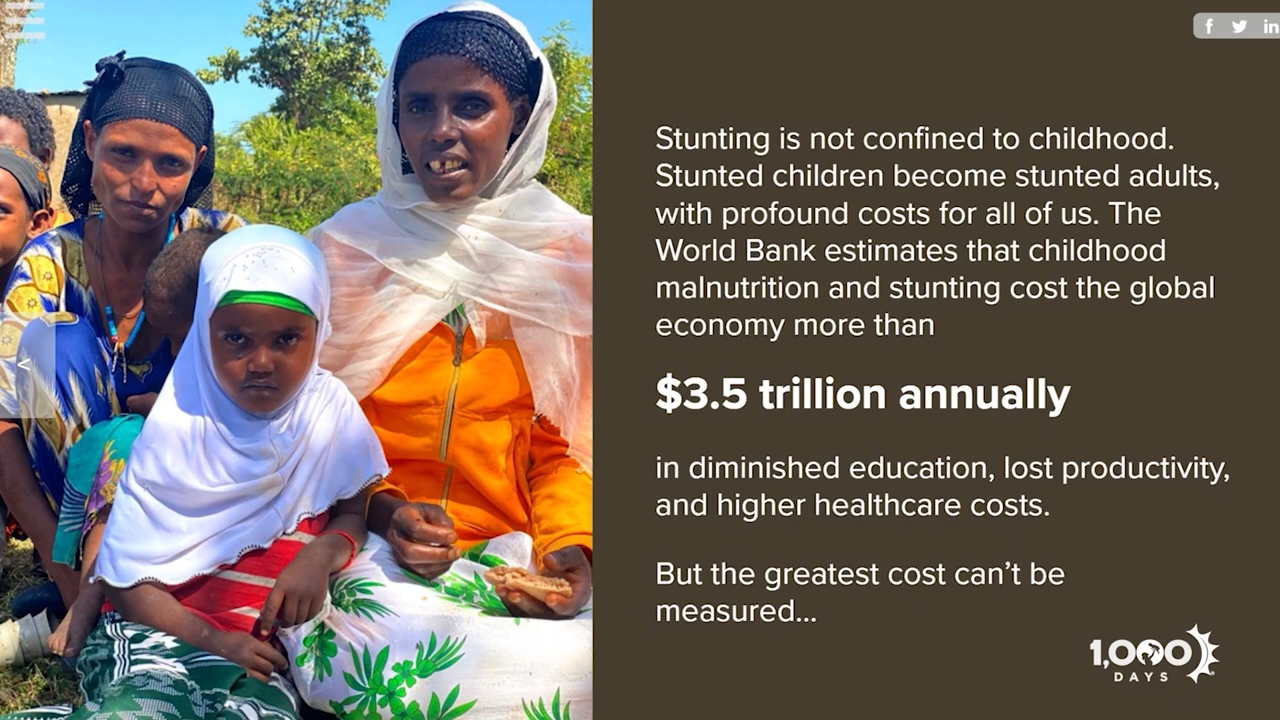 Stunting is not confined to childhood.
Stunted children become stunted adults,
with profound costs for all of us. The
World Bank estimates that childhood
malnutrition and stunting cost the global
economy more than
$3.5 trillion annually
in diminished education, lost productivity,
and higher healthcare costs.
But the greatest cost can’t be
measured...
1,000
DAYS